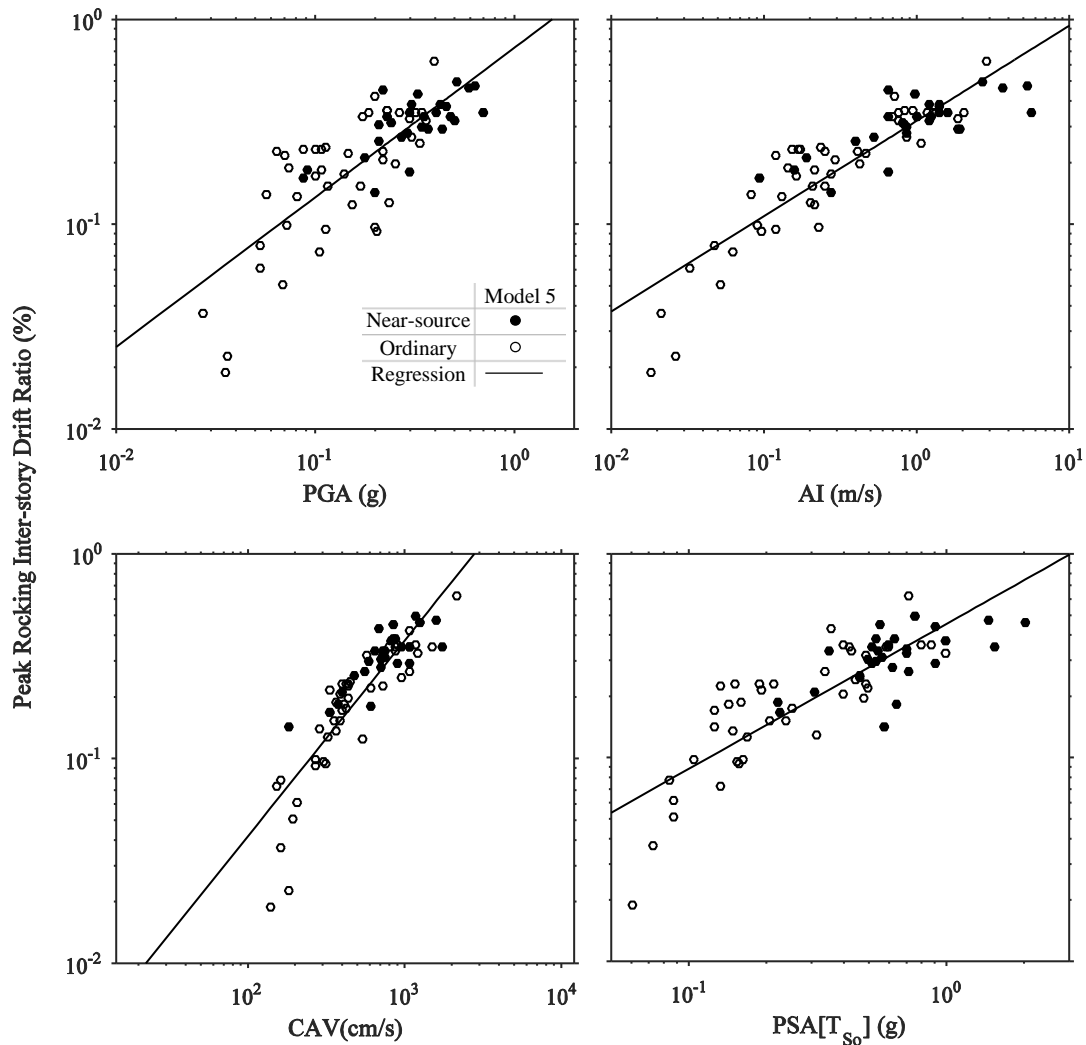 Peak Rocking Inter-story Drift Ratio (%)
10^0
10^-1
10^-2
10^-2 10^-1 10^0
PGA (g)
Model 5
Near-source
Ordinary
Regression
10^-2 10^-1 10^0 10^1
AI (m/s)
10^0
10^-1
10^-2
10^2 10^3 10^4
CAV(cm/s)
10^-1 10^0
PSA[T_So] (g)